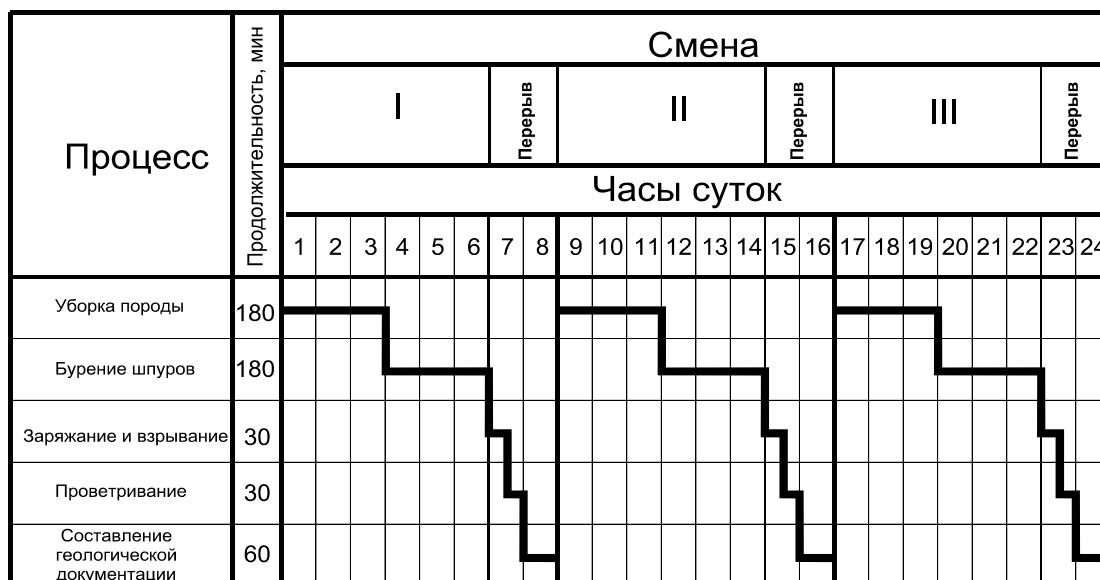 Процесс
Продолжительность, мин
Смена
I
Перерыв
II
Перерыв
III
Перерыв
Часы суток
1 2 3 4 5 6 7 8 9 10 11 12 13 14 15 16 17 18 19 20 21 22 23 24
Уборка породы 180
Бурение шпуров 180
Заряжание и взрывание 30
Проветривание 30
Составление
геологической 60
документации